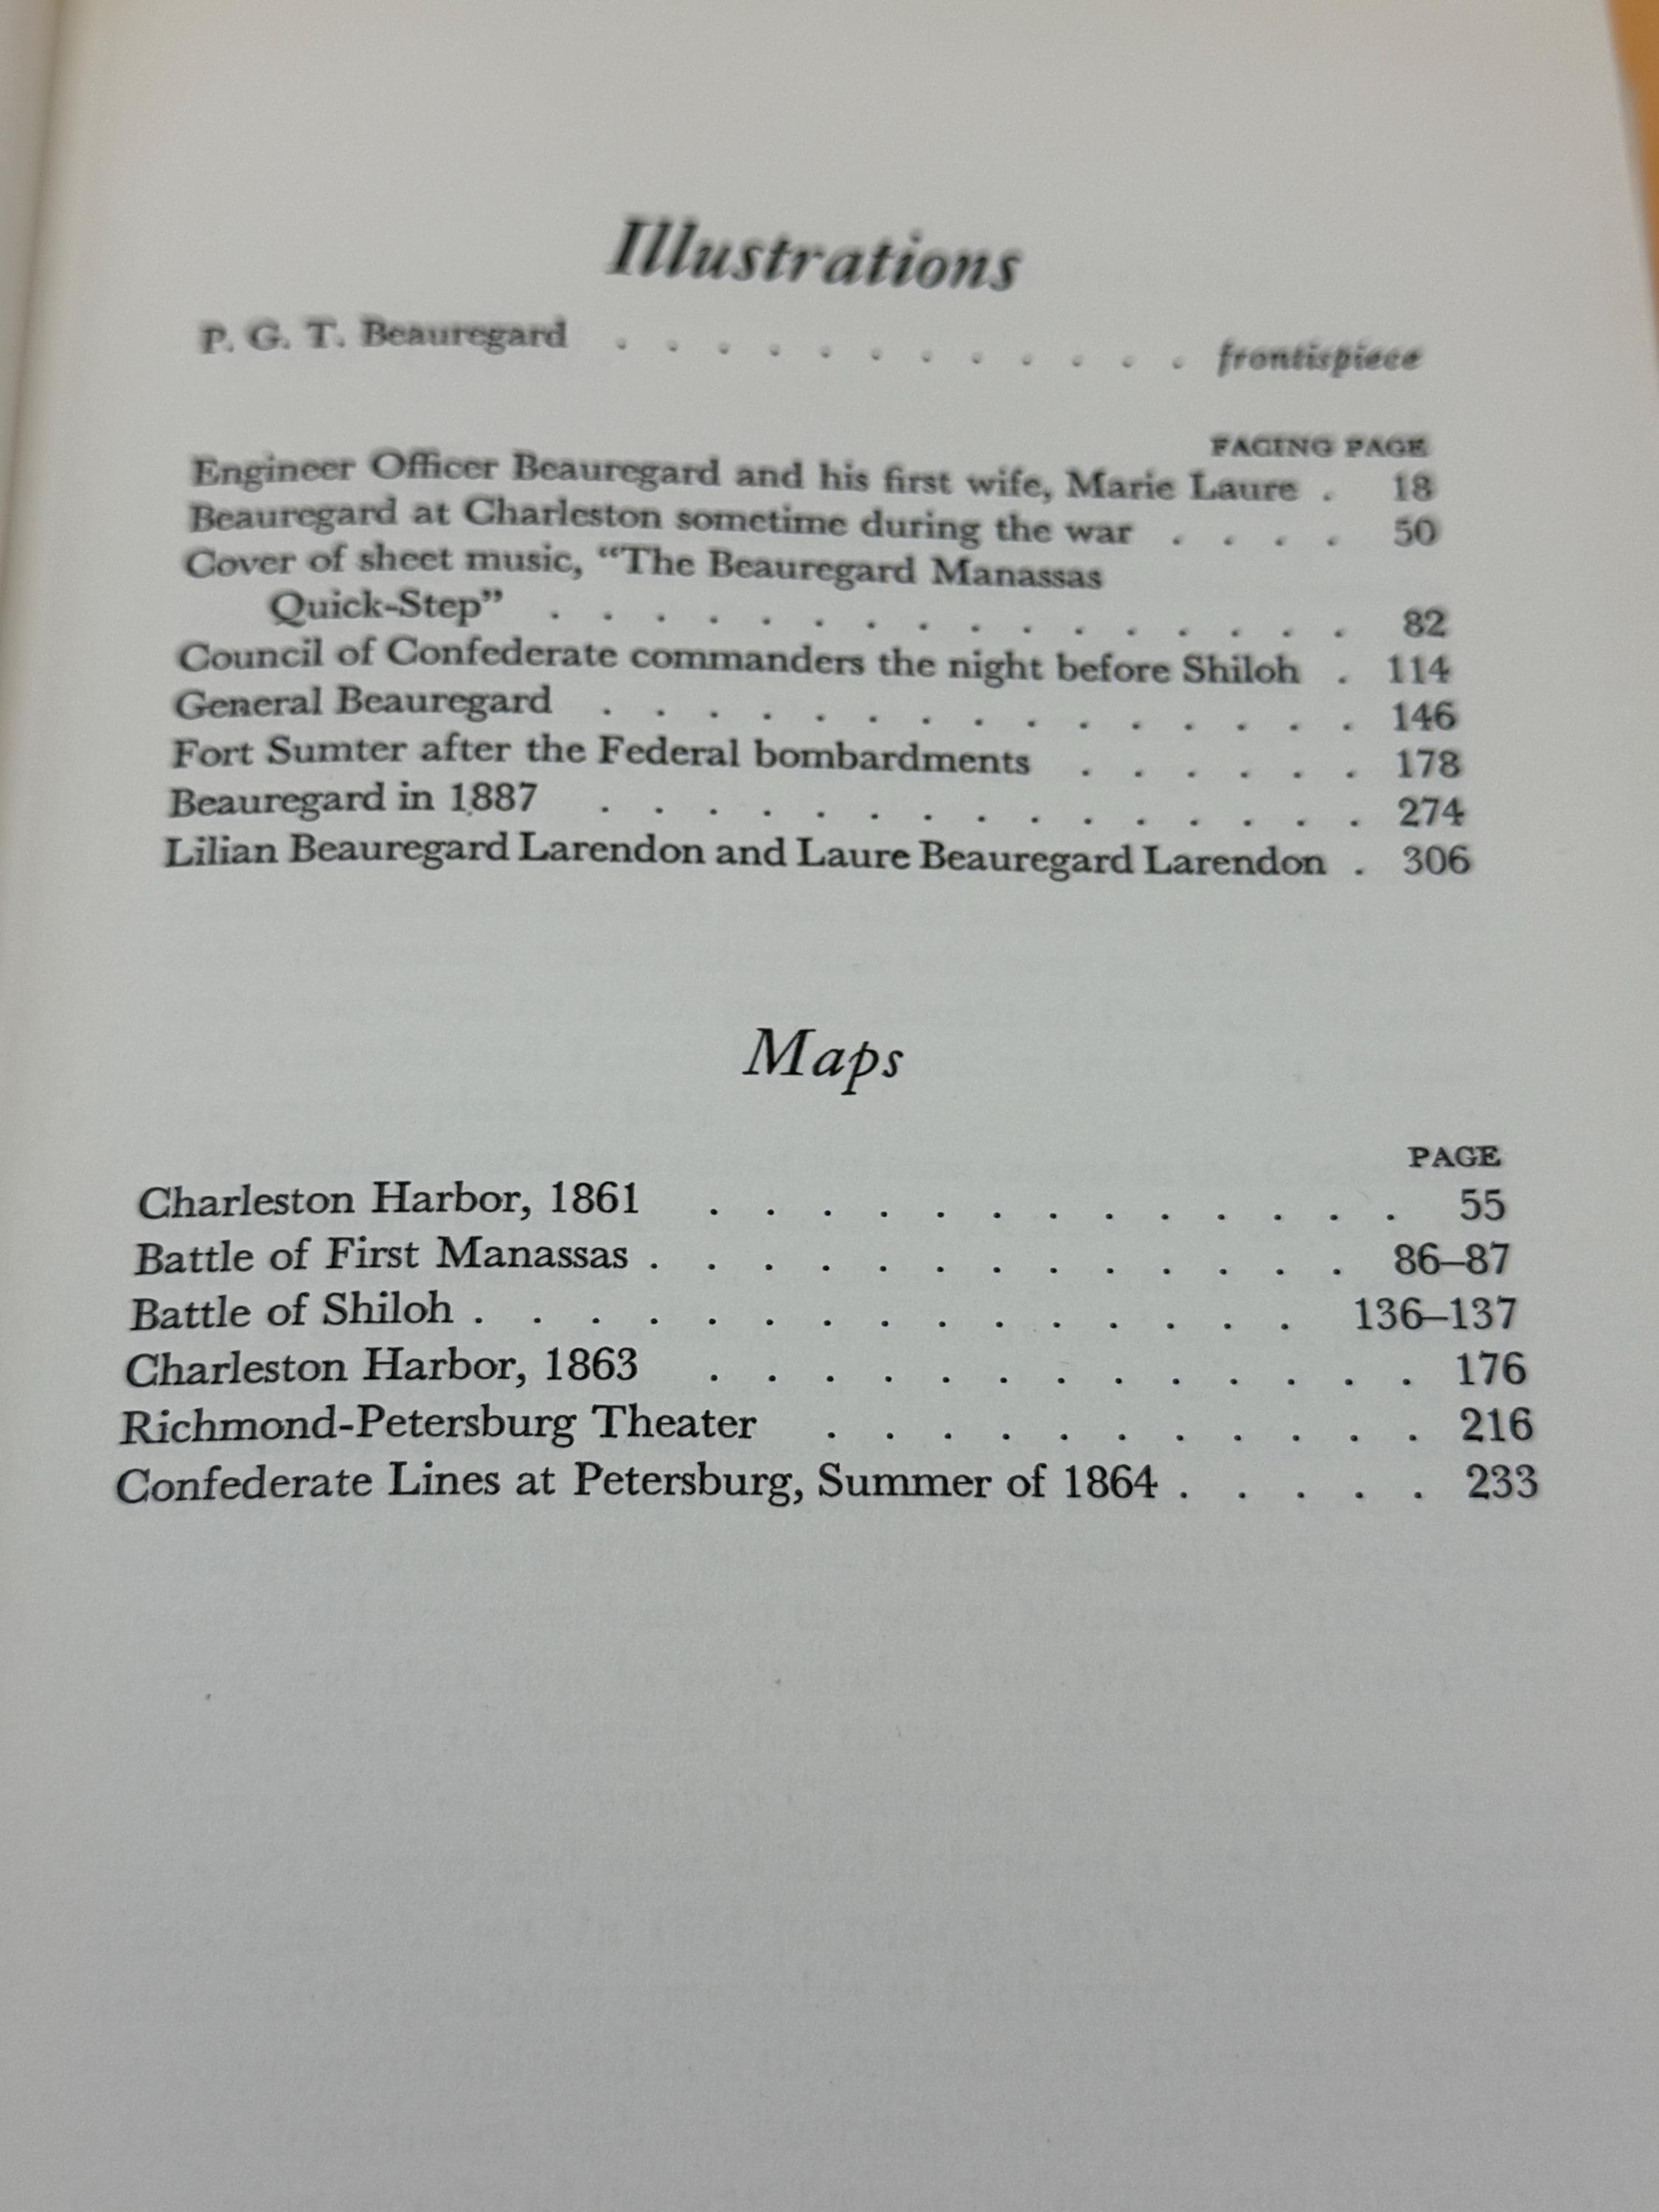 Illustrations
P. G. T. Beauregard . . . . . . . . . . . . frontispiece
FACING PAGE
Engineer Officer Beauregard and his first wife, Marie Laure . 18
Beauregard at Charleston sometime during the war . . . . 50
Cover of sheet music, “The Beauregard Manassas
Quick-Step” . . . . . . . . . . . . . . . . 82
Council of Confederate commanders the night before Shiloh . 114
General Beauregard . . . . . . . . . . . . . . . 146
Fort Sumter after the Federal bombardments . . . . . . 178
Beauregard in 1887 . . . . . . . . . . . . . . . 274
Lilian Beauregard Larendon and Laure Beauregard Larendon . 306
Maps
PAGE
Charleston Harbor, 1861 . . . . . . . . . . . . . 55
Battle of First Manassas . . . . . . . . . . . . . 86–87
Battle of Shiloh . . . . . . . . . . . . . . . 136–137
Charleston Harbor, 1863 . . . . . . . . . . . . . 176
Richmond-Petersburg Theater . . . . . . . . . . . 216
Confederate Lines at Petersburg, Summer of 1864 . . . . . 233